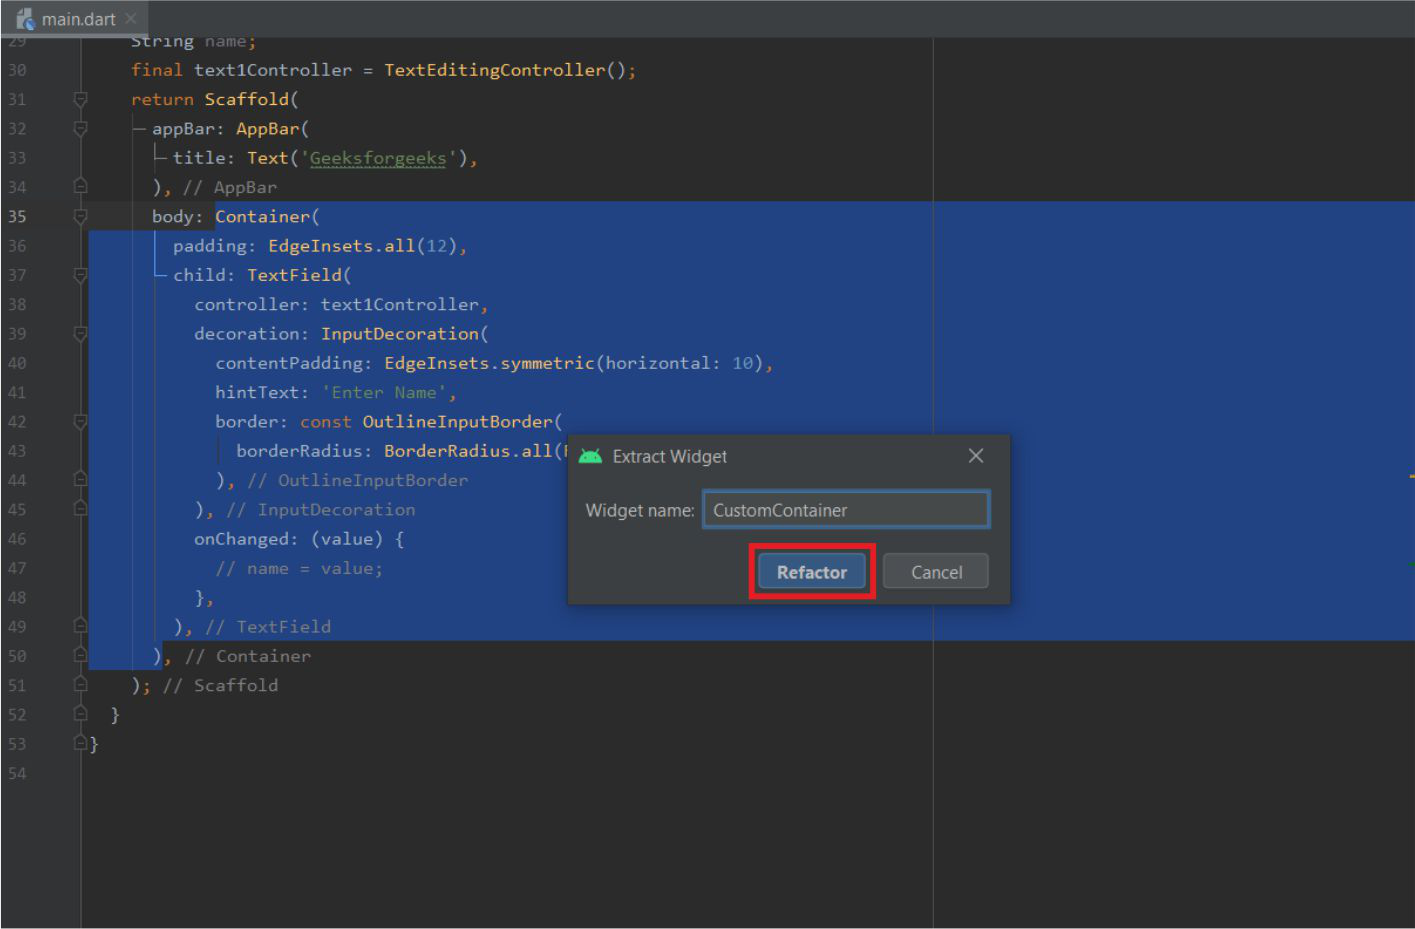 main.dart
29 String name;
30 final text1Controller = TextEditingController();
31 return Scaffold(
32 appBar: AppBar(
33 title: Text('Geeksforgeeks'),
34 ), // AppBar
35 body: Container(
36 padding: EdgeInsets.all(12),
37 child: TextField(
38 controller: text1Controller,
39 decoration: InputDecoration(
40 contentPadding: EdgeInsets.symmetric(horizontal: 10),
41 hintText: 'Enter Name',
42 border: const OutlineInputBorder(
43 borderRadius: BorderRadius.all(
44 ), // OutlineInputBorder
45 ), // InputDecoration
46 onChanged: (value) {
47 // name = value;
48 },
49 ), // TextField
50 ), // Container
51 ); // Scaffold
52 }
53 }
54
Extract Widget
Widget name: CustomContainer
Refactor Cancel